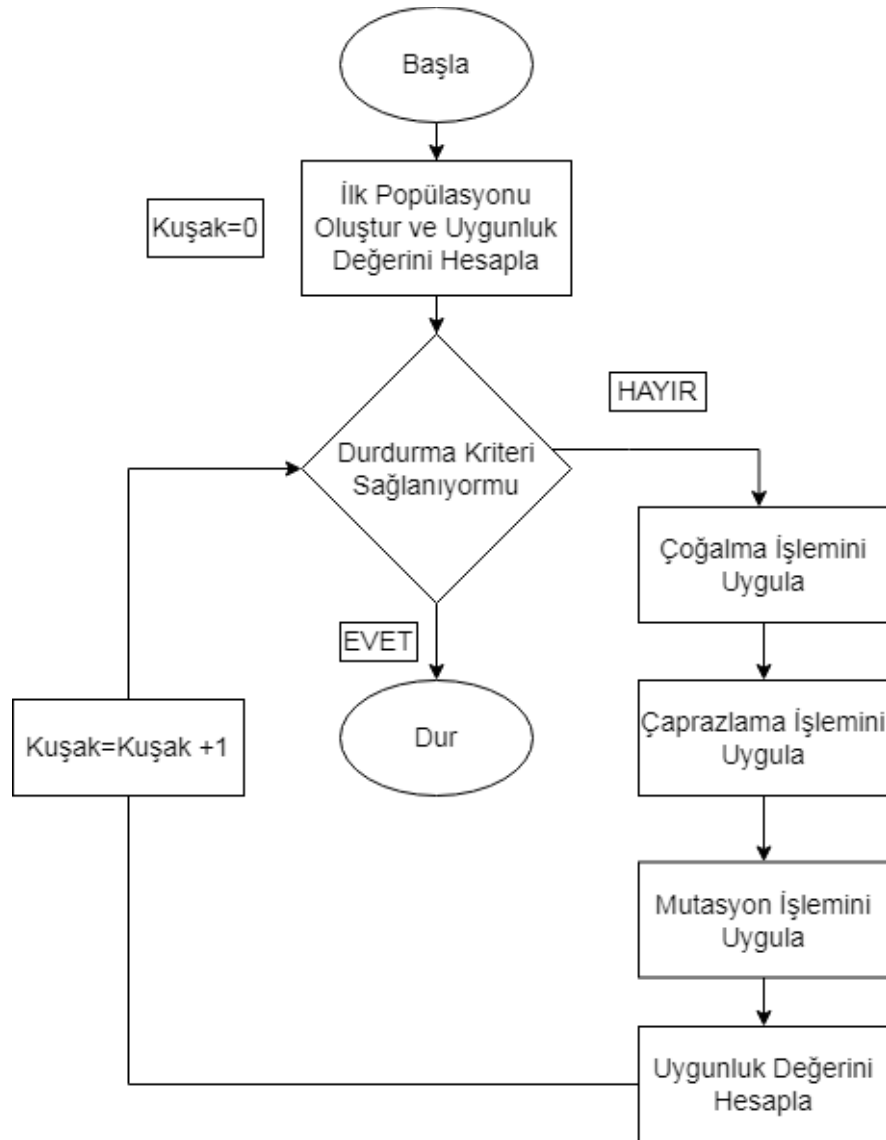 Başla
Kuşak=0
İlk Popülasyonu
Oluştur ve Uygunluk
Değerini Hesapla
HAYIR
Durdurma Kriteri
Sağlanıyormu
EVET
Dur
Çoğalma İşlemini
Uygula
Çaprazlama İşlemini
Uygula
Mutasyon İşlemini
Uygula
Uygunluk Değerini
Hesapla
Kuşak=Kuşak +1